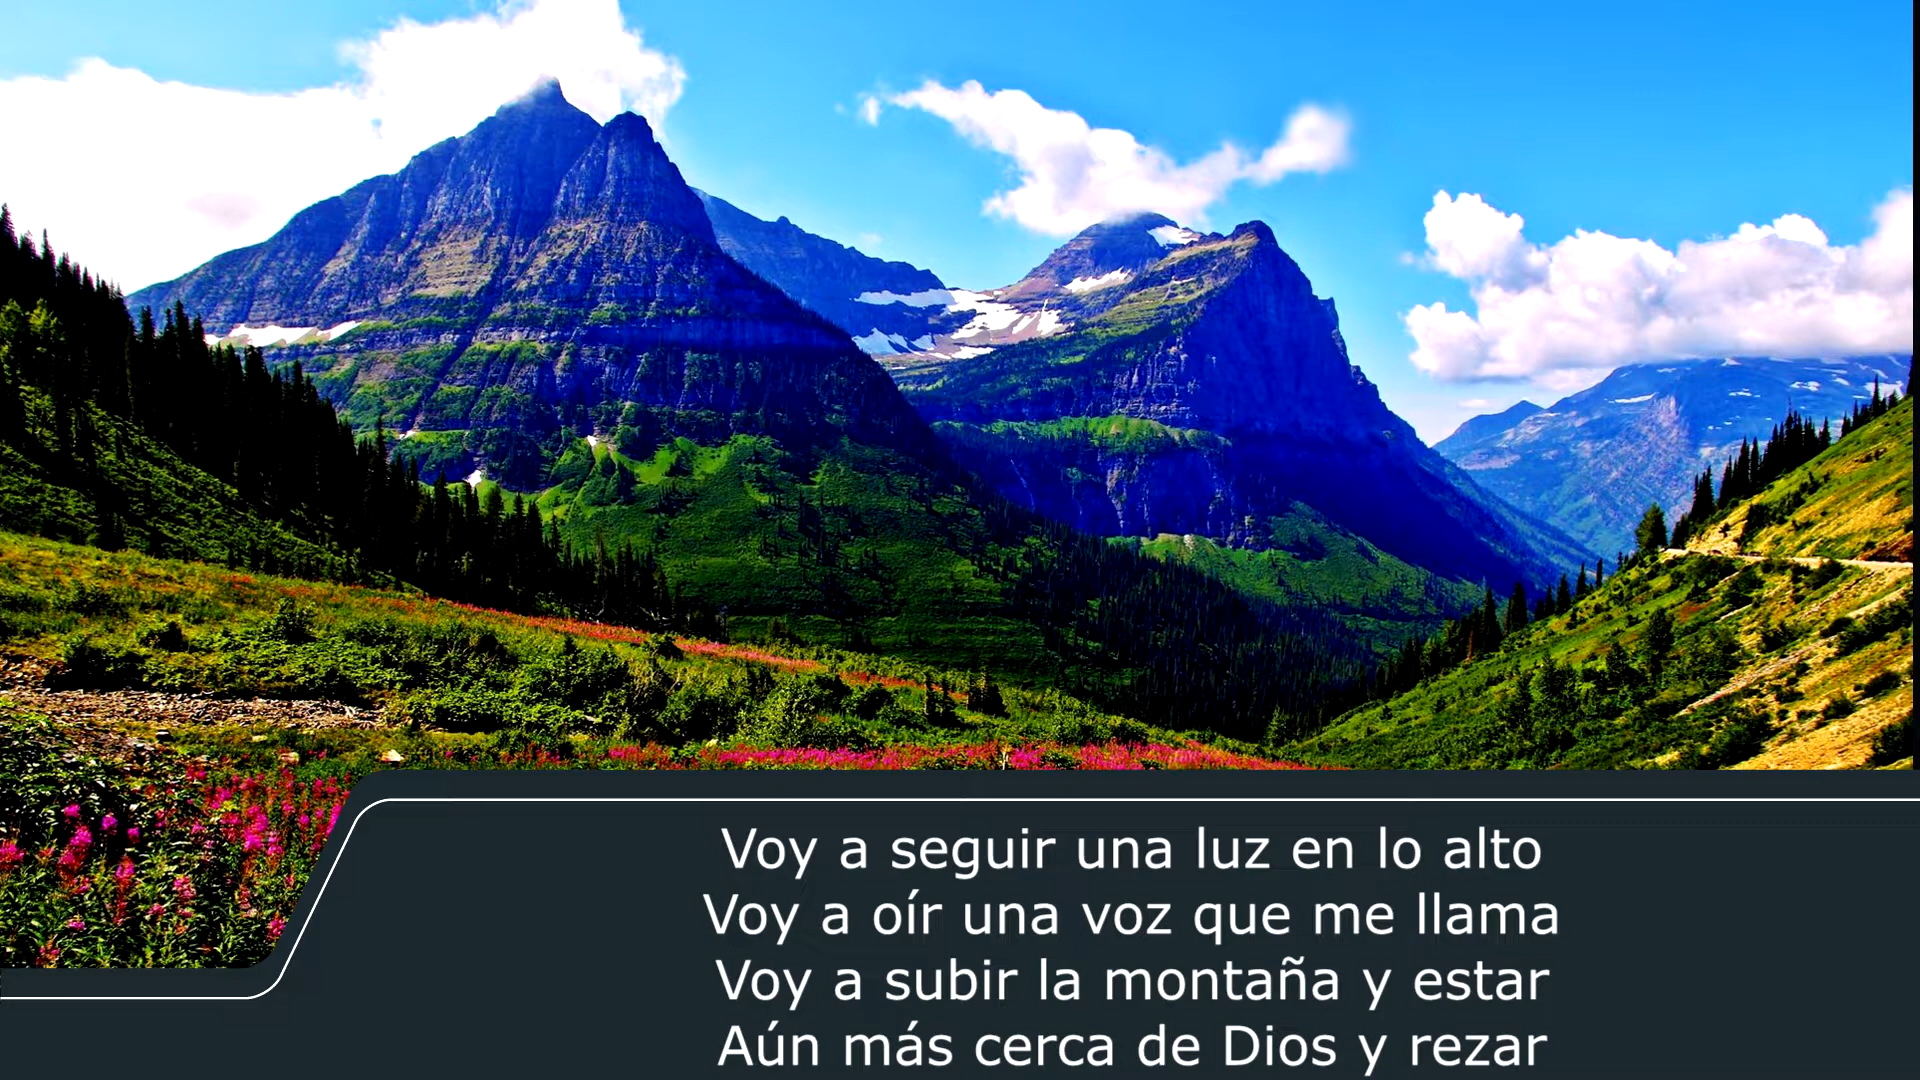 Voy a seguir una luz en lo alto
Voy a oír una voz que me llama
Voy a subir la montaña y estar
Aún más cerca de Dios y rezar